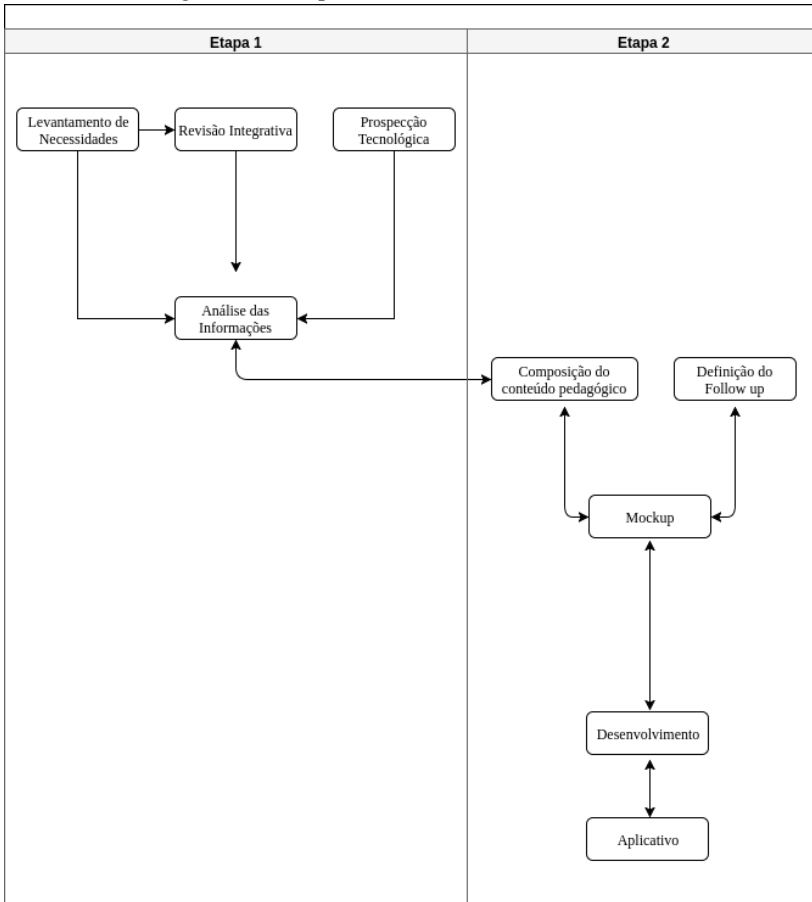 Etapa 1
Etapa 2
Levantamento de
Necessidades
Revisão Integrativa
Prospecção
Tecnológica
Análise das
Informações
Composição do
conteúdo pedagógico
Definição do
Follow up
Mockup
Desenvolvimento
Aplicativo